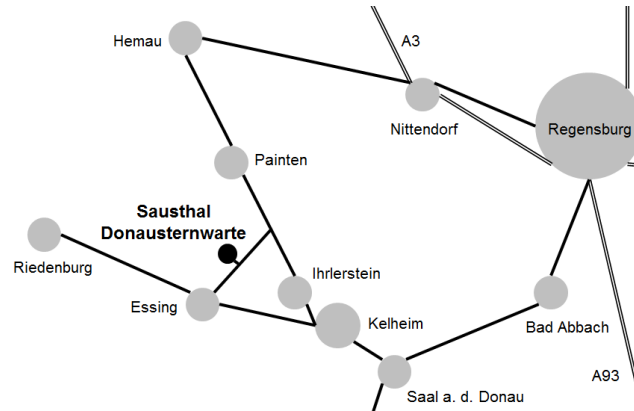 Hemau
A3
Nittendorf
Regensburg
Painten
Sausthal
Donausternwarte
Riedenburg
Ihrlerstein
Essing
Kelheim
Bad Abbach
A93
Saal a. d. Donau